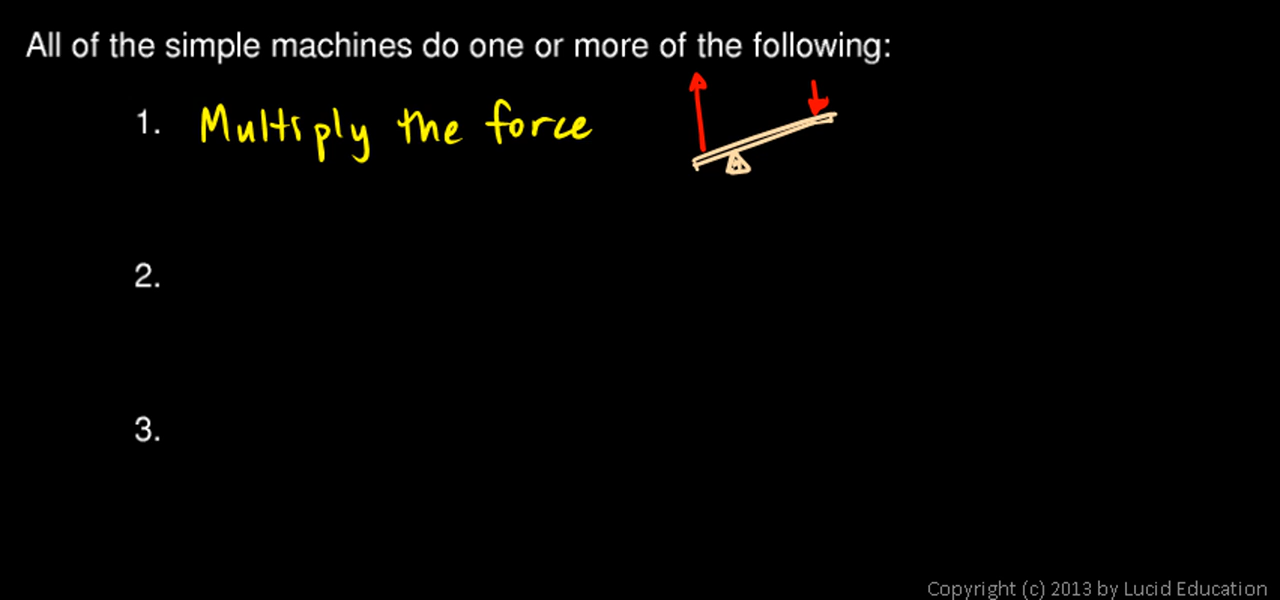 All of the simple machines do one or more of the following:
1. Multiply the force
2.
3.
Copyright (c) 2013 by Lucid Education